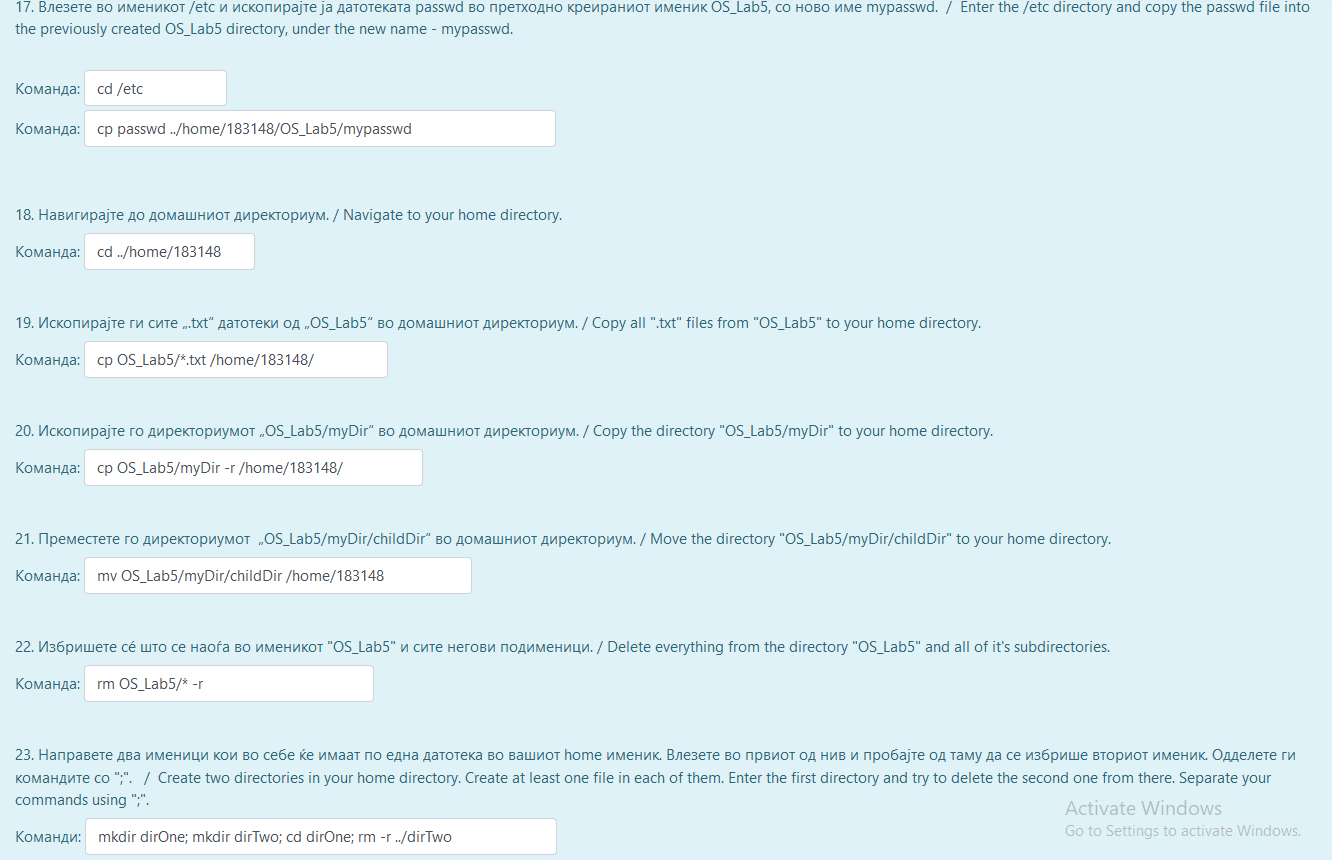 17. Влезете во именикот /etc и ископирајте ја датотеката passwd во претходно креираниот именик OS_Lab5, со ново име mypasswd. / Enter the /etc directory and copy the passwd file into
the previously created OS_Lab5 directory, under the new name - mypasswd.
Команда: cd /etc
Команда: cp passwd ../home/183148/OS_Lab5/mypasswd
18. Навигирајте до домашниот директориум. / Navigate to your home directory.
Команда: cd ../home/183148
19. Ископирајте ги сите „.txt“ датотеки од „OS_Lab5“ во домашниот директориум. / Copy all ".txt" files from "OS_Lab5" to your home directory.
Команда: cp OS_Lab5/*.txt /home/183148/
20. Ископирајте го директориумот „OS_Lab5/myDir“ во домашниот директориум. / Copy the directory "OS_Lab5/myDir" to your home directory.
Команда: cp OS_Lab5/myDir -r /home/183148/
21. Преместете го директориумот „OS_Lab5/myDir/childDir“ во домашниот директориум. / Move the directory "OS_Lab5/myDir/childDir" to your home directory.
Команда: mv OS_Lab5/myDir/childDir /home/183148
22. Избришете сé што се наоѓа во именикот "OS_Lab5" и сите негови подименици. / Delete everything from the directory "OS_Lab5" and all of it's subdirectories.
Команда: rm OS_Lab5/* -r
23. Направете два именици кои во себе ќе имаат по една датотека во вашиот home именик. Влезете во првиот од нив и пробајте од таму да се избрише вториот именик. Одделете ги
командите со ";". / Create two directories in your home directory. Create at least one file in each of them. Enter the first directory and try to delete the second one from there. Separate your
commands using ";".
Команди: mkdir dirOne; mkdir dirTwo; cd dirOne; rm -r ../dirTwo
Activate Windows
Go to Settings to activate Windows.